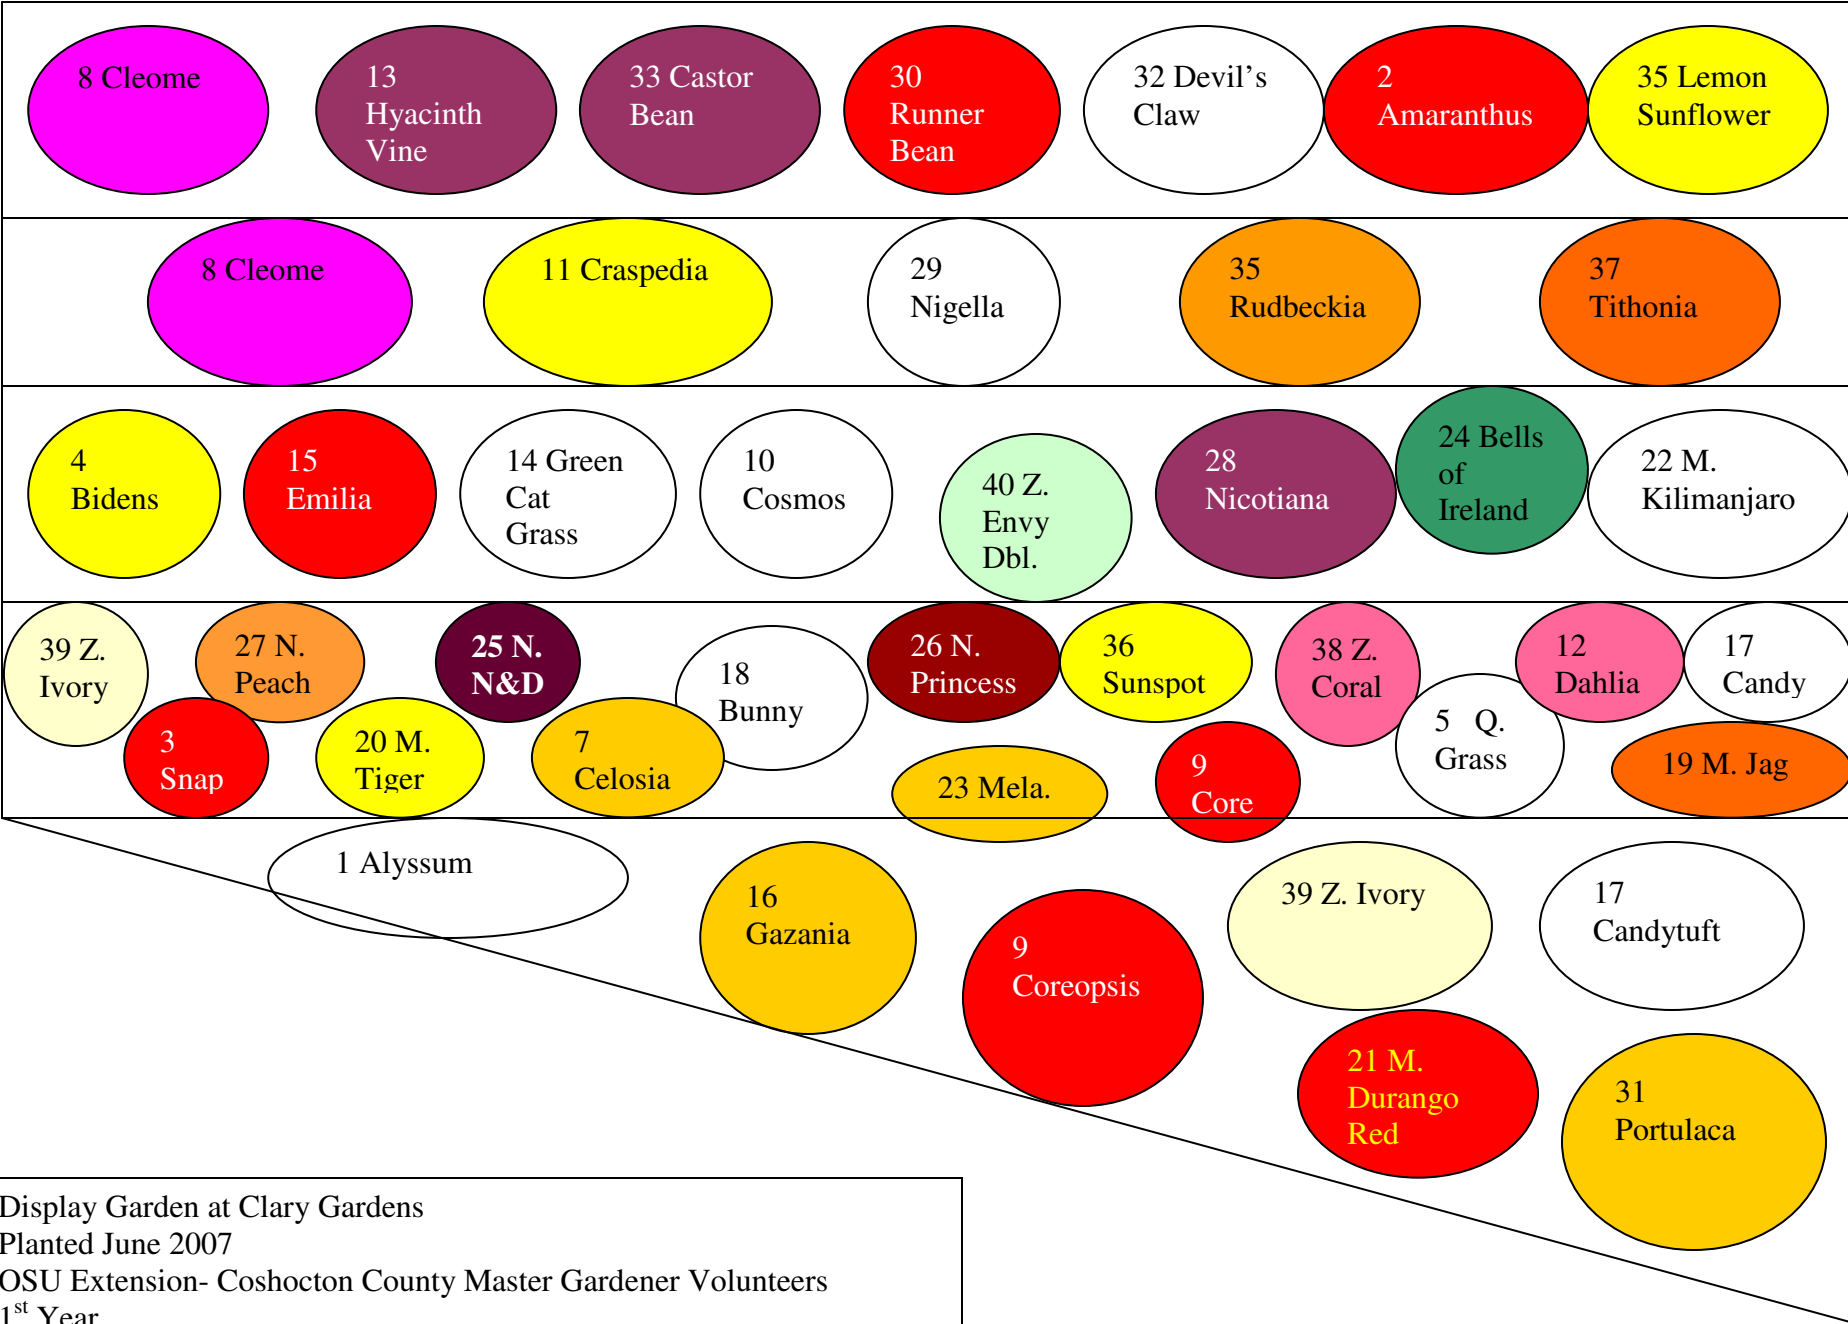 8 Cleome
13
Hyacinth
Vine
33 Castor
Bean
30
Runner
Bean
32 Devil's
Claw
2
Amaranthus
35 Lemon
Sunflower
8 Cleome
11 Craspedia
29
Nigella
35
Rudbeckia
37
Tithonia
4
Bidens
15
Emilia
14 Green
Cat
Grass
10
Cosmos
40 Z.
Envy
Dbl.
28
Nicotiana
24 Bells
of
Ireland
22 M.
Kilimanjaro
39 Z.
Ivory
27 N.
Peach
25 N.
N&D
18
Bunny
26 N.
Princess
36
Sunspot
38 Z.
Coral
12
Dahlia
17
Candy
3
Snap
20 M.
Tiger
7
Celosia
23 Mela.
9
Core
5 Q.
Grass
19 M. Jag
1 Alyssum
16
Gazania
9
Coreopsis
39 Z. Ivory
17
Candytuft
21 M.
Durango
Red
31
Portulaca
Display Garden at Clary Gardens
Planted June 2007
OSU Extension- Coshocton County Master Gardener Volunteers
1st Year